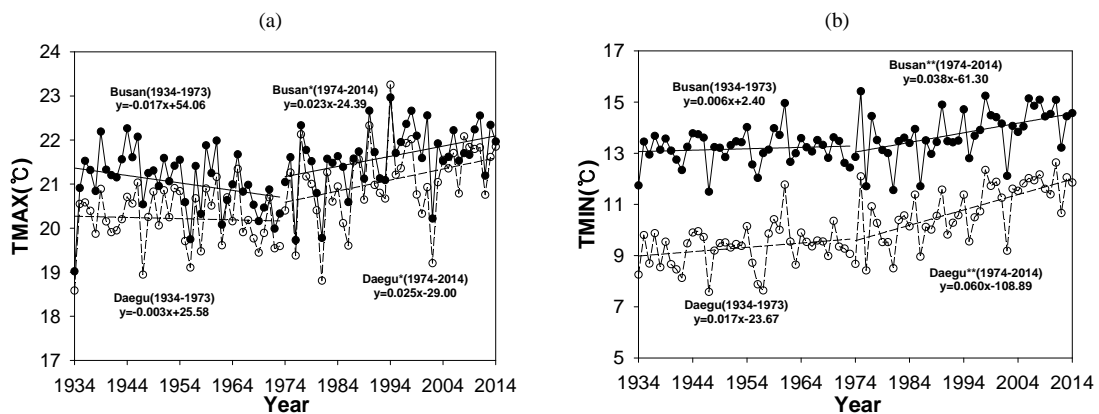 (a)
TMAX(℃)
24
23
22
21
20
19
18
17
Busan(1934-1973)
y=-0.017x+54.06
Busan*(1974-2014)
y=0.023x-24.39
Daegu(1934-1973)
y=-0.003x+25.58
Daegu*(1974-2014)
y=0.025x-29.00
1934 1944 1954 1964 1974 1984 1994 2004 2014
Year
(b)
TMIN(℃)
17
15
13
11
9
7
5
Busan(1934-1973)
y=0.006x+2.40
Busan**(1974-2014)
y=0.038x-61.30
Daegu(1934-1973)
y=0.017x-23.67
Daegu**(1974-2014)
y=0.060x-108.89
1934 1944 1954 1964 1974 1984 1994 2004 2014
Year